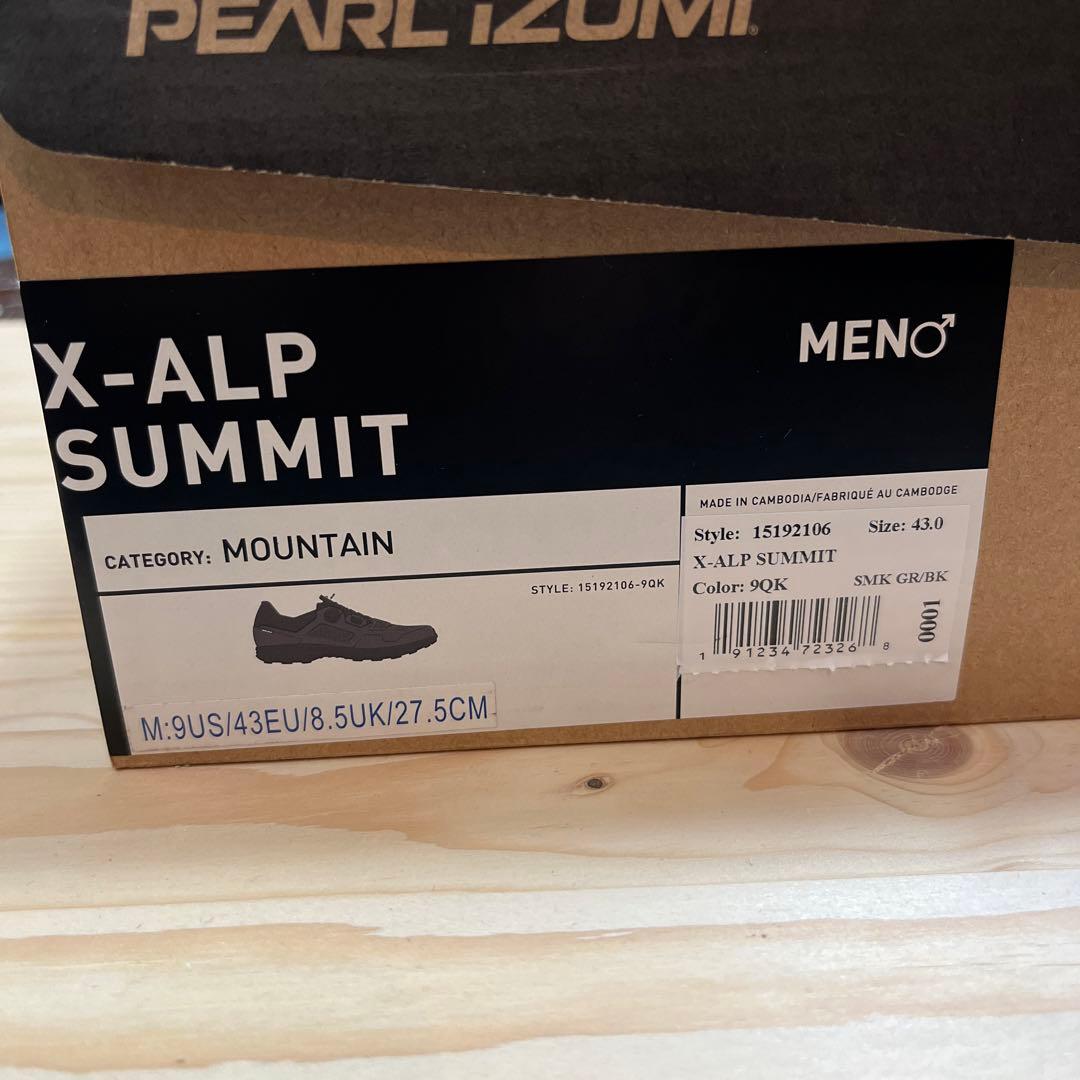 PEARL iZUMi®
X-ALP
SUMMIT
MEN♂
CATEGORY: MOUNTAIN
STYLE: 15192106-9QK
M:9US/43EU/8.5UK/27.5CM
MADE IN CAMBODIA/FABRIQUÉ AU CAMBODGE
Style: 15192106 Size: 43.0
X-ALP SUMMIT
Color: 9QK SMK GR/BK
1 91234 72326 8
0001